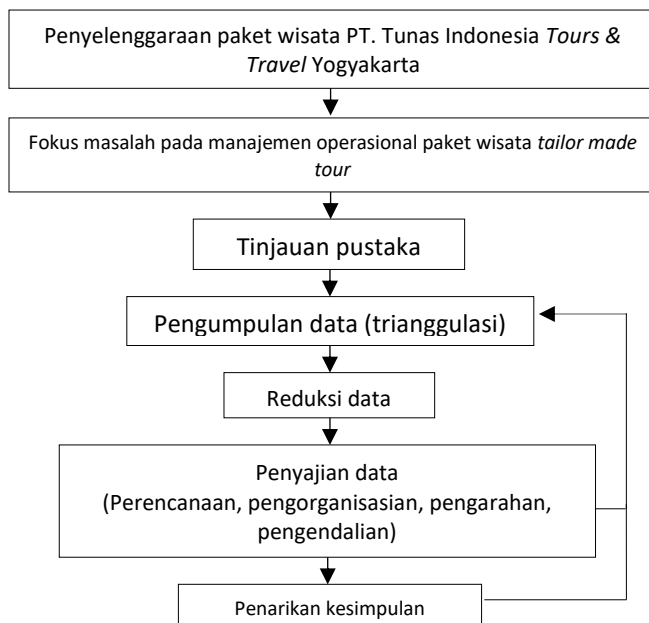 Penyelenggaraan paket wisata PT. Tunas Indonesia Tours &
Travel Yogyakarta
Fokus masalah pada manajemen operasional paket wisata tailor made
tour
Tinjauan pustaka
Pengumpulan data (trianggulasi)
Reduksi data
Penyajian data
(Perencanaan, pengorganisasian, pengarahan,
pengendalian)
Penarikan kesimpulan